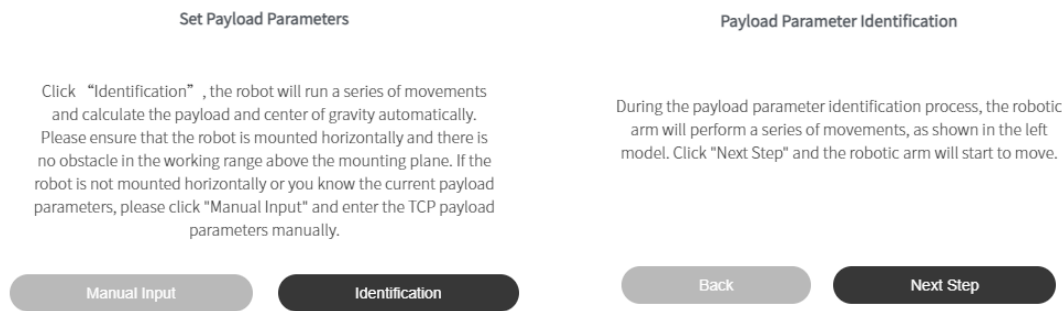 Set Payload Parameters
Click “Identification”, the robot will run a series of movements
and calculate the payload and center of gravity automatically.
Please ensure that the robot is mounted horizontally and there is
no obstacle in the working range above the mounting plane. If the
robot is not mounted horizontally or you know the current payload
parameters, please click "Manual Input" and enter the TCP payload
parameters manually.
Manual Input
Identification
Payload Parameter Identification
During the payload parameter identification process, the robotic
arm will perform a series of movements, as shown in the left
model. Click "Next Step" and the robotic arm will start to move.
Back
Next Step